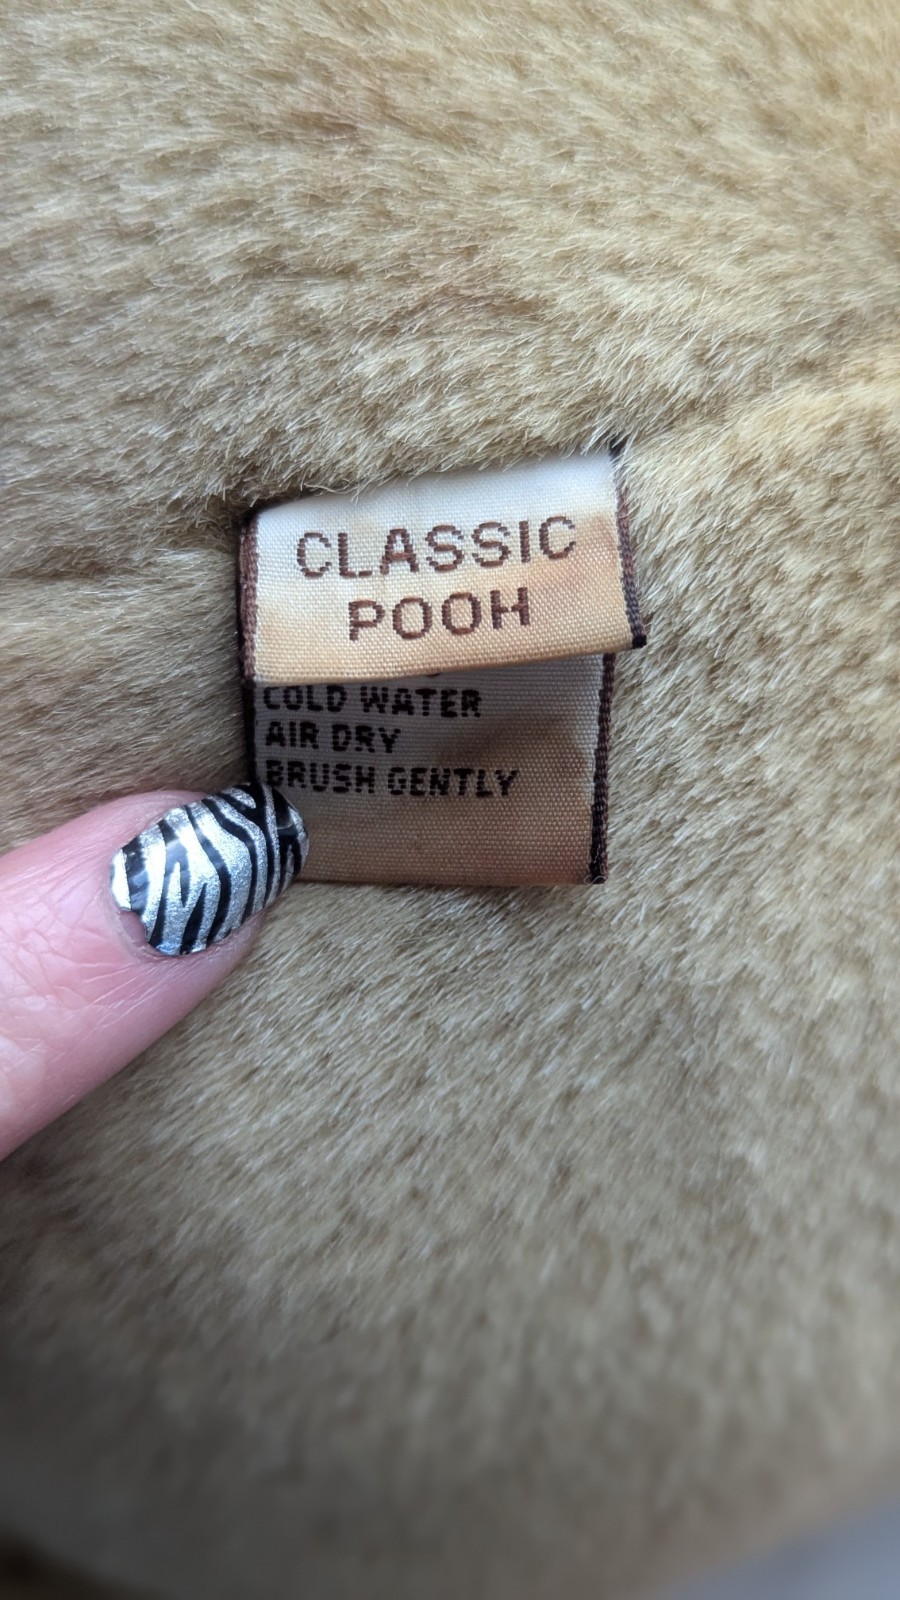 CLASSIC
POOH
COLD WATER
AIR DRY
BRUSH GENTLY